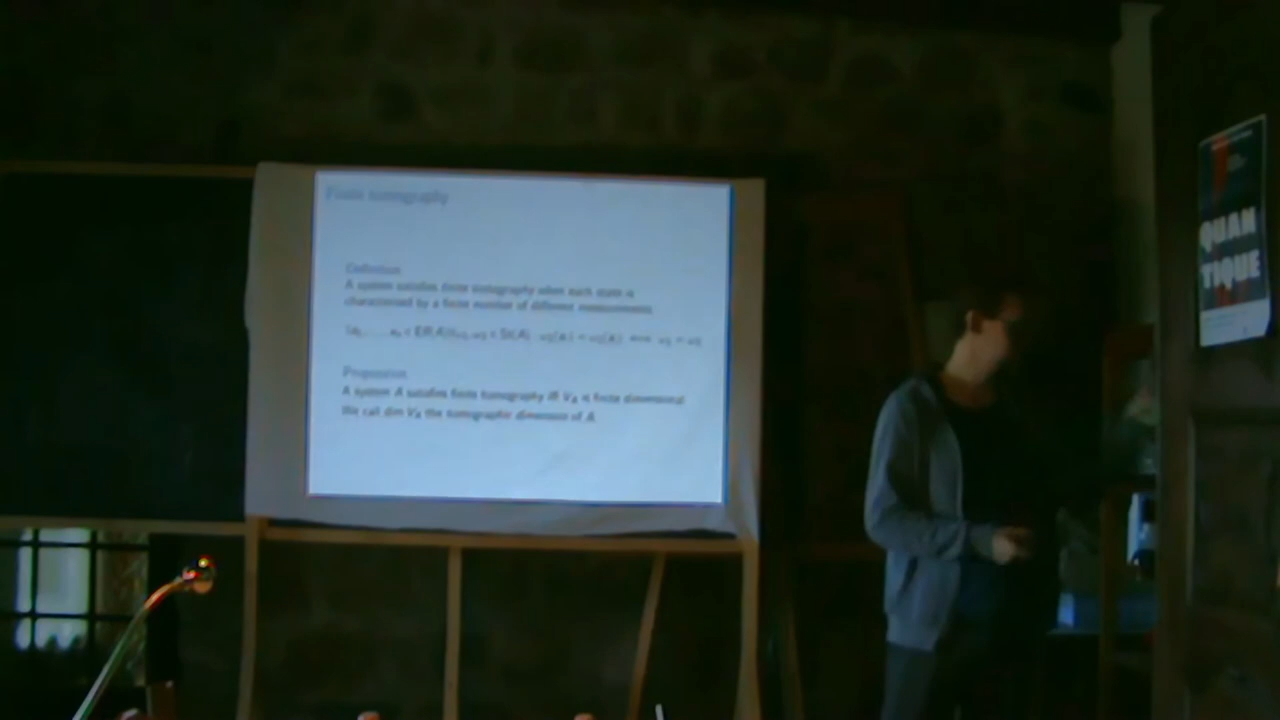 Finite tomography
Definition
A system satisfies finite tomography when each state is
characterised by a finite number of different measurements
Proposition
A system A satisfies finite tomography iff V_A is finite dimensional
We call dim V_A the tomographic dimension of A
QUAN
TIQUE